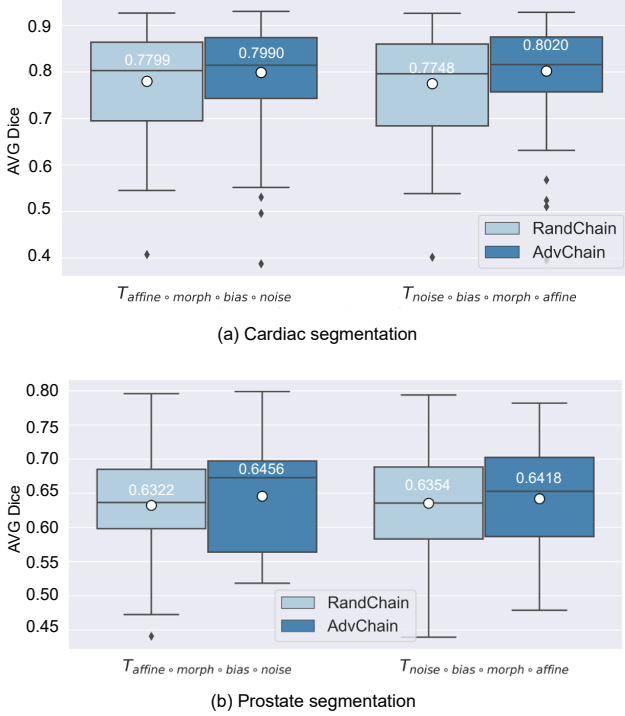 0.9
0.8
0.7
0.6
0.5
0.4
AVG Dice
0.7799
0.7990
0.7748
0.8020
RandChain
AdvChain
T affine ∘ morph ∘ bias ∘ noise
T noise ∘ bias ∘ morph ∘ affine
(a) Cardiac segmentation
0.80
0.75
0.70
0.65
0.60
0.55
0.50
0.45
AVG Dice
0.6322
0.6456
0.6354
0.6418
RandChain
AdvChain
T affine ∘ morph ∘ bias ∘ noise
T noise ∘ bias ∘ morph ∘ affine
(b) Prostate segmentation